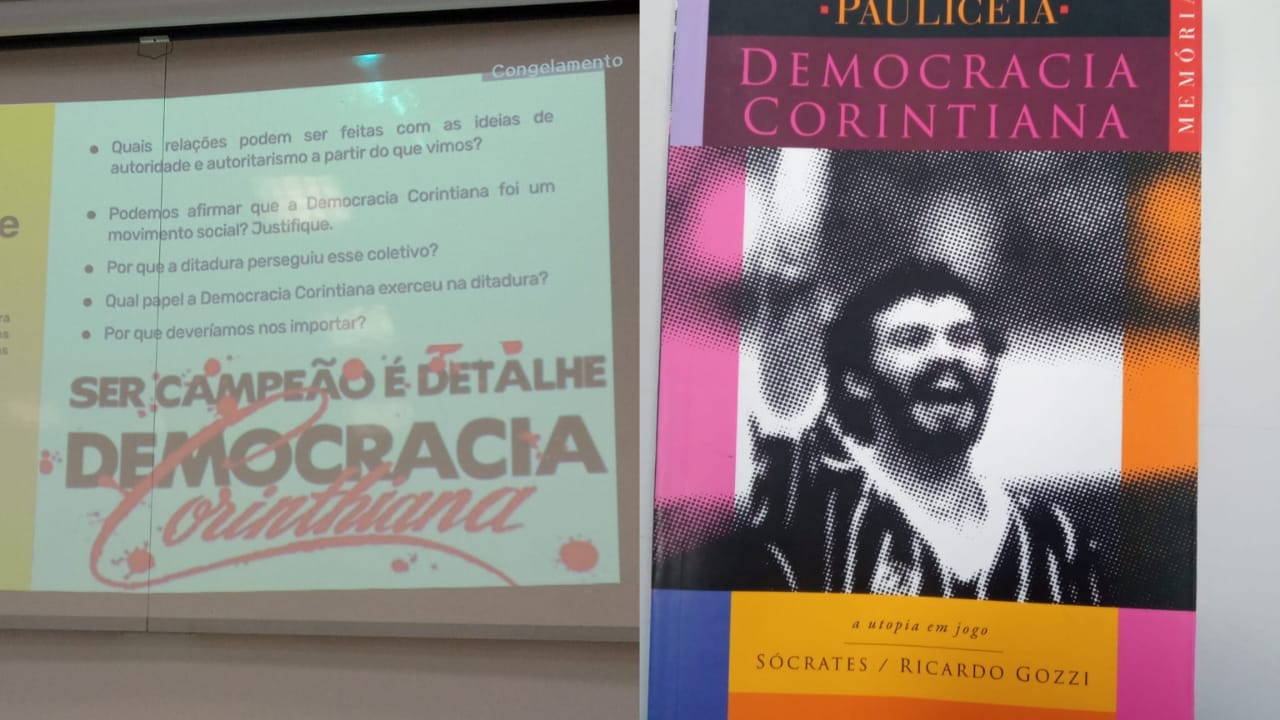 Congelamento
• Quais relações podem ser feitas com as ideias de
autoridade e autoritarismo a partir do que vimos?
• Podemos afirmar que a Democracia Corintiana foi um
movimento social? Justifique.
• Por que a ditadura perseguiu esse coletivo?
• Qual papel a Democracia Corintiana exerceu na ditadura?
• Por que deveríamos nos importar?
SER CAMPEÃO É DETALHE
DEMOCRACIA
Corinthiana
·PAULICEIA·
MEMÓRIA
DEMOCRACIA
CORINTIANA
a utopia em jogo
SÓCRATES / RICARDO GOZZI